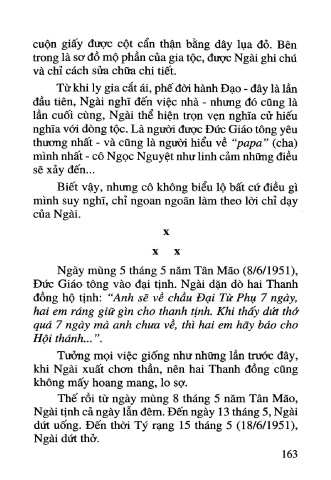 cuộn giấy được cột cẩn thận bằng dây lụa đỏ. Bên
trong là sơ đồ mộ phần của gia tộc, được Ngài ghi chú
và chỉ cách sửa chữa chi tiết.
Từ khi ly gia cắt ái, phế đời hành Đạo - đây là lần
đầu tiên, Ngài nghĩ đến việc nhà - nhưng đó cũng là
lần cuối cùng, Ngài thể hiện trọn vẹn nghĩa cử hiếu
nghĩa với dòng tộc. Là người được Đức Giáo tông yêu
thương nhất - và cũng là người hiểu về “papa” (cha)
mình nhất - cô Ngọc Nguyệt như linh cảm những điều
sẽ xảy đến...
Biết vậy, nhưng cô không biểu lộ bất cứ điều gì
mình suy nghĩ, chỉ ngoan ngoãn làm theo lời chỉ dạy
của Ngài.
x
x x
Ngày mùng 5 tháng 5 năm Tân Mão (8/6/1951),
Đức Giáo tông vào đại tịnh. Ngài dặn dò hai Thanh
đồng hộ tịnh: “Anh sẽ về chầu Đại Từ Phụ 7 ngày,
hai em ráng giữ gìn cho thanh tịnh. Khi thấy dứt thở
quá 7 ngày mà anh chưa về, thì hai em hãy báo cho
Hội thánh...”.
Tưởng mọi việc giống như những lần trước đây,
khi Ngài xuất chơn thần, nên hai Thanh đồng cũng
không mấy hoang mang, lo sợ.
Thế rồi từ ngày mùng 8 tháng 5 năm Tân Mão,
Ngài tịnh cả ngày lẫn đêm. Đến ngày 13 tháng 5, Ngài
dứt uống. Đến thời Tý rạng 15 tháng 5 (18/6/1951),
Ngài dứt thở.
163